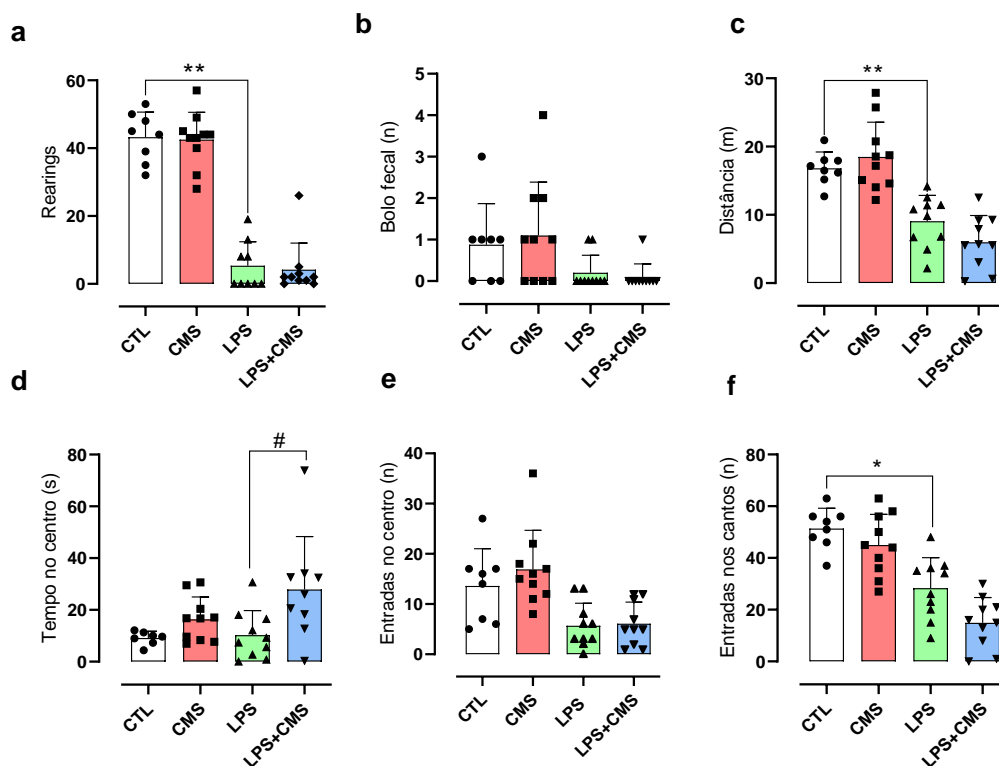 a
**
Rearings
60
40
20
0
CTL
CMS
LPS
LPS+CMS
b
Bolo fecal (n)
5
4
3
2
1
0
CTL
CMS
LPS
LPS+CMS
c
**
Distância (m)
30
20
10
0
CTL
CMS
LPS
LPS+CMS
d
#
Tempo no centro (s)
80
60
40
20
0
CTL
CMS
LPS
LPS+CMS
e
Entradas no centro (n)
40
30
20
10
0
CTL
CMS
LPS
LPS+CMS
f
*
Entradas nos cantos (n)
80
60
40
20
0
CTL
CMS
LPS
LPS+CMS